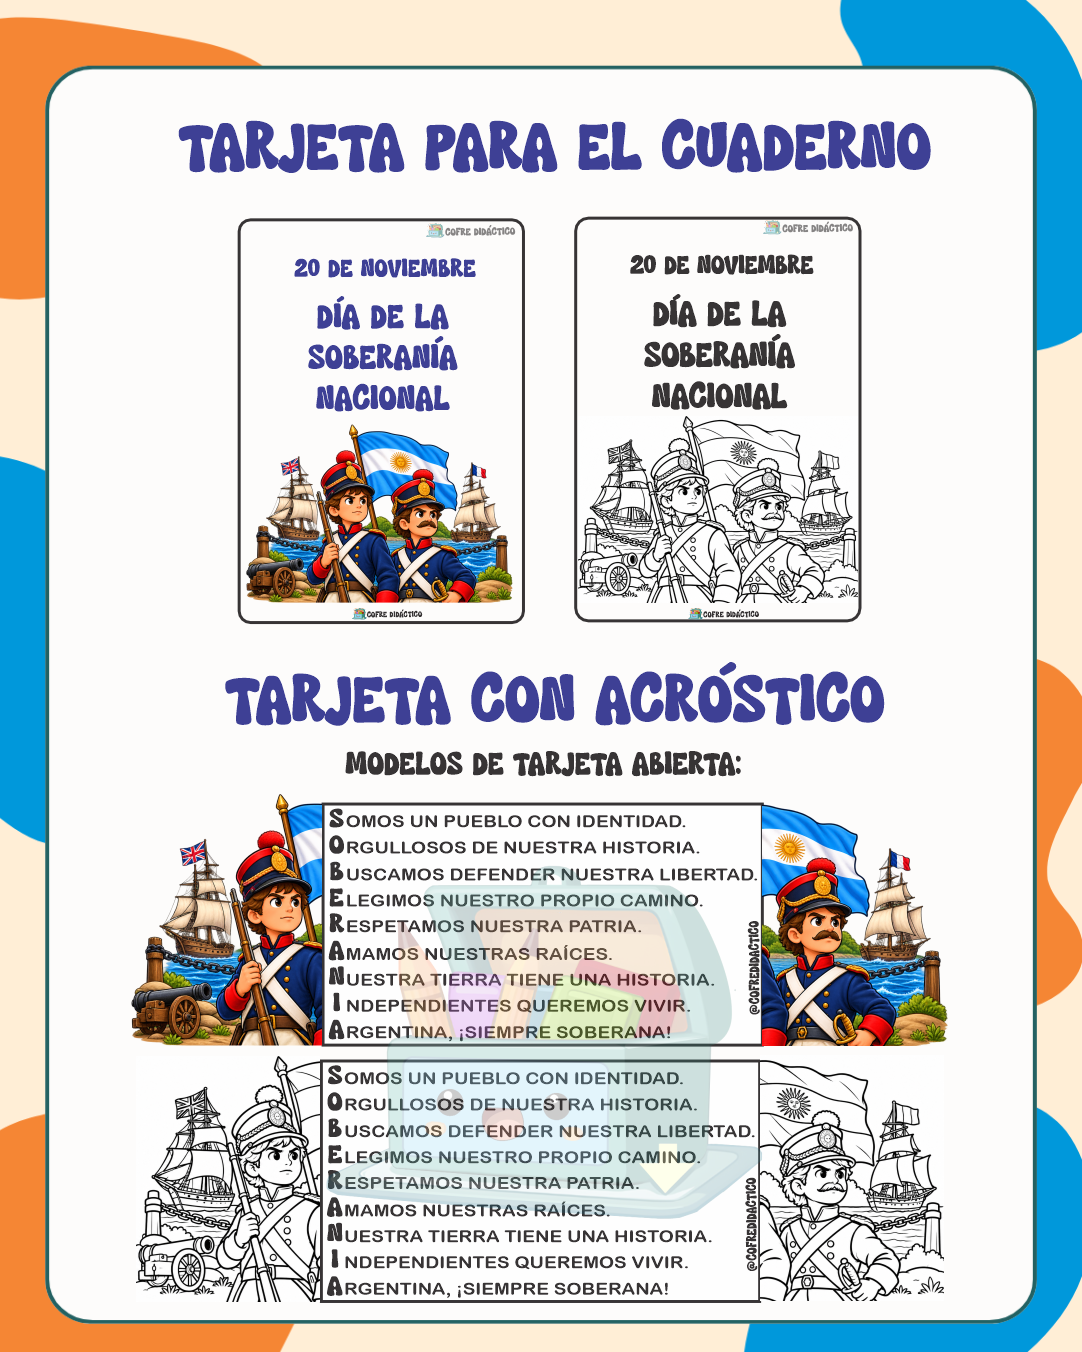 TARJETA PARA EL CUADERNO
COFRE DIDÁCTICO
20 DE NOVIEMBRE
DÍA DE LA
SOBERANÍA
NACIONAL
COFRE DIDÁCTICO
COFRE DIDÁCTICO
20 DE NOVIEMBRE
DÍA DE LA
SOBERANÍA
NACIONAL
COFRE DIDÁCTICO
TARJETA CON ACRÓSTICO
MODELOS DE TARJETA ABIERTA:
SOMOS UN PUEBLO CON IDENTIDAD.
ORGULLOSOS DE NUESTRA HISTORIA.
BUSCAMOS DEFENDER NUESTRA LIBERTAD.
ELEGIMOS NUESTRO PROPIO CAMINO.
RESPETAMOS NUESTRA PATRIA.
AMAMOS NUESTRAS RAÍCES.
NUESTRA TIERRA TIENE UNA HISTORIA.
INDEPENDIENTES QUEREMOS VIVIR.
ARGENTINA, ¡SIEMPRE SOBERANA!
@COFREDIDACTICO
SOMOS UN PUEBLO CON IDENTIDAD.
ORGULLOSOS DE NUESTRA HISTORIA.
BUSCAMOS DEFENDER NUESTRA LIBERTAD.
ELEGIMOS NUESTRO PROPIO CAMINO.
RESPETAMOS NUESTRA PATRIA.
AMAMOS NUESTRAS RAÍCES.
NUESTRA TIERRA TIENE UNA HISTORIA.
INDEPENDIENTES QUEREMOS VIVIR.
ARGENTINA, ¡SIEMPRE SOBERANA!
@COFREDIDACTICO